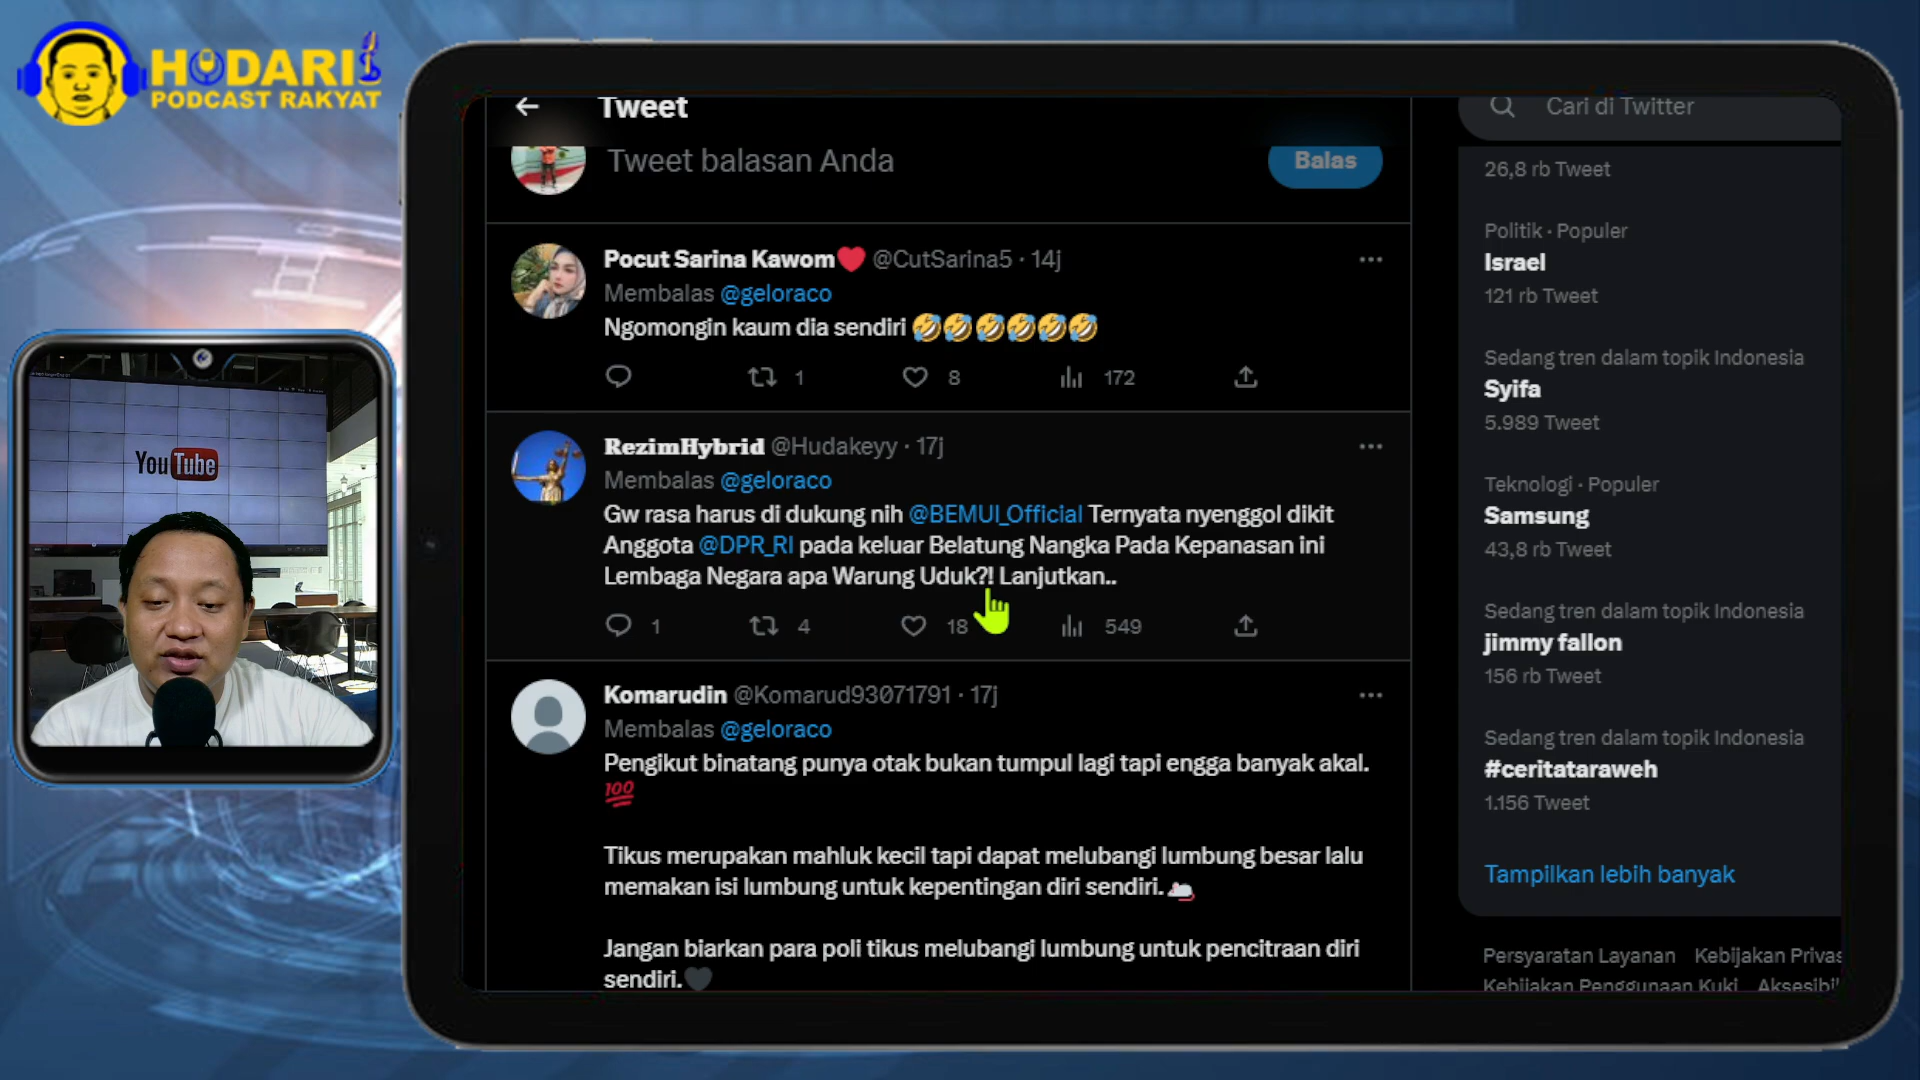 HODARI
PODCAST RAKYAT
YouTube
Tweet
Tweet balasan Anda
Balas
Pocut Sarina Kawom❤️ @CutSarina5 · 14j
Membalas @geloraco
Ngomongin kaum dia sendiri 🤣🤣🤣🤣🤣🤣
1 8 172
RezimHybrid @Hudakeyy · 17j
Membalas @geloraco
Gw rasa harus di dukung nih @BEMUI_Official Ternyata nyenggol dikit
Anggota @DPR_RI pada keluar Belatung Nangka Pada Kepanasan ini
Lembaga Negara apa Warung Uduk?! Lanjutkan..
1 4 18 549
Komarudin @Komarud93071791 · 17j
Membalas @geloraco
Pengikut binatang punya otak bukan tumpul lagi tapi engga banyak akal.
💯
Tikus merupakan mahluk kecil tapi dapat melubangi lumbung besar lalu
memakan isi lumbung untuk kepentingan diri sendiri.🐁
Jangan biarkan para poli tikus melubangi lumbung untuk pencitraan diri
sendiri.🖤
Cari di Twitter
26,8 rb Tweet
Politik · Populer
Israel
121 rb Tweet
Sedang tren dalam topik Indonesia
Syifa
5.989 Tweet
Teknologi · Populer
Samsung
43,8 rb Tweet
Sedang tren dalam topik Indonesia
jimmy fallon
156 rb Tweet
Sedang tren dalam topik Indonesia
#ceritataraweh
1.156 Tweet
Tampilkan lebih banyak
Persyaratan Layanan Kebijakan Privas
Kebijakan Penggunaan Kuki Aksesibil